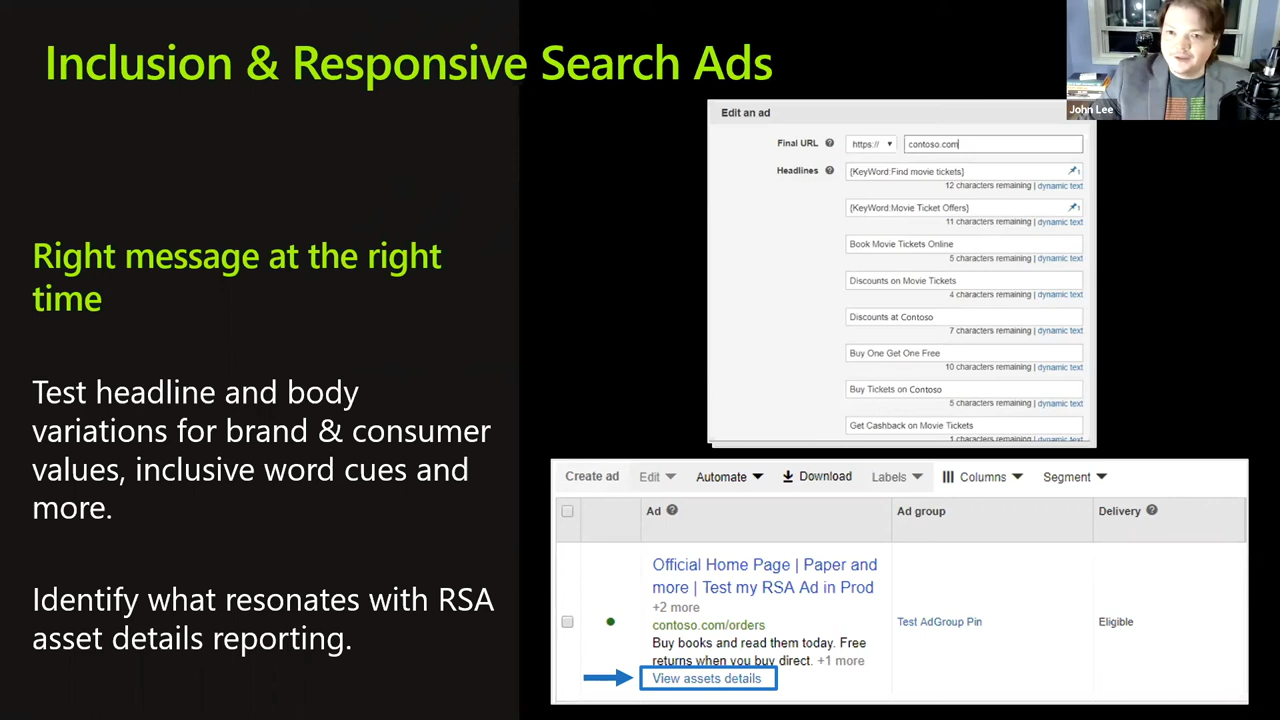 Inclusion & Responsive Search Ads
John Lee
Right message at the right
time
Test headline and body
variations for brand & consumer
values, inclusive word cues and
more.
Identify what resonates with RSA
asset details reporting.
Edit an ad
Final URL https:// contoso.com
Headlines {KeyWord:Find movie tickets} 1
12 characters remaining | dynamic text
{KeyWord:Movie Ticket Offers} 1
11 characters remaining | dynamic text
Book Movie Tickets Online
5 characters remaining | dynamic text
Discounts on Movie Tickets
4 characters remaining | dynamic text
Discounts at Contoso
7 characters remaining | dynamic text
Buy One Get One Free
10 characters remaining | dynamic text
Buy Tickets on Contoso
5 characters remaining | dynamic text
Get Cashback on Movie Tickets
1 characters remaining | dynamic text
Create ad Edit Automate Download Labels Columns Segment
Ad Ad group Delivery
Official Home Page | Paper and
more | Test my RSA Ad in Prod
+2 more
contoso.com/orders
Test AdGroup Pin Eligible
Buy books and read them today. Free
returns when you buy direct. +1 more
View assets details